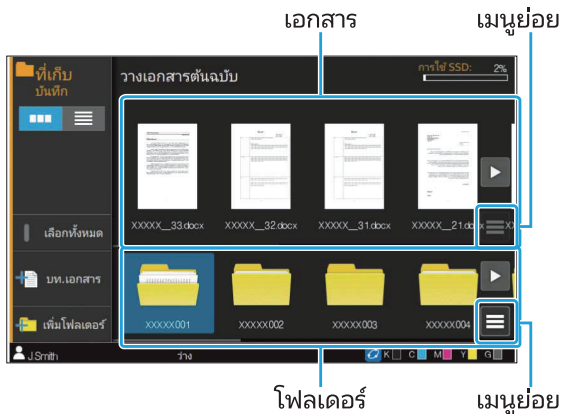 เอกสาร
เมนูย่อย
ที่เก็บ
บันทึก
วางเอกสารต้นฉบับ
การใช้ SSD: 2%
XXXXX__33.docx
XXXXX__32.docx
XXXXX__31.docx
XXXXX__21.docx
เลือกทั้งหมด
บท.เอกสาร
เพิ่มโฟลเดอร์
XXXXX001
XXXXX002
XXXXX003
XXXXX004
J.Smith
ว่าง
K C M Y G
โฟลเดอร์
เมนูย่อย